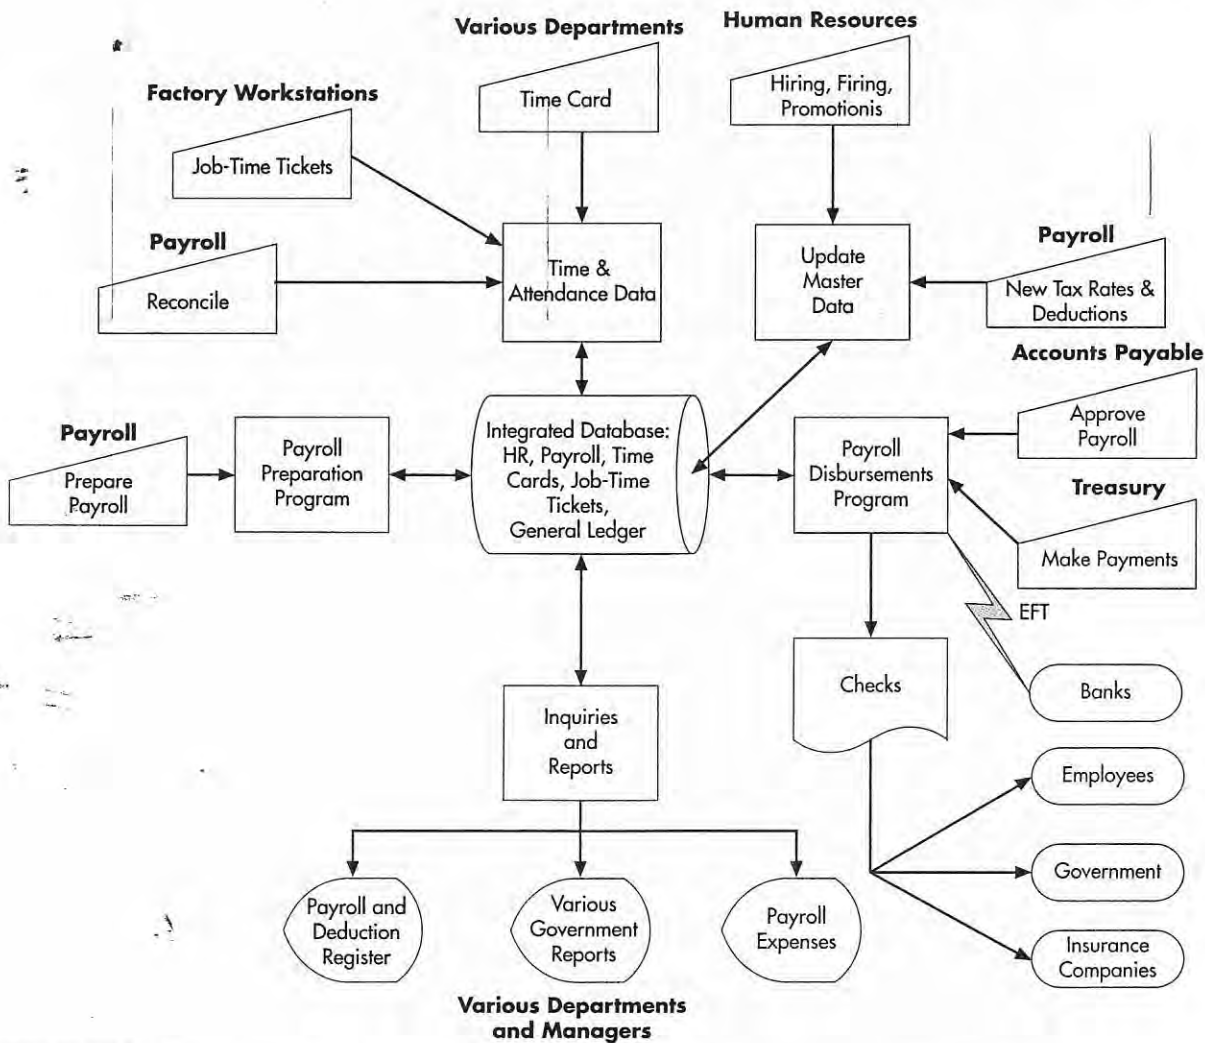 Various Departments
Time Card
Human Resources
Hiring, Firing,
Promotionis
Factory Workstations
Job-Time Tickets
Payroll
Reconcile
Time &
Attendance Data
Update
Master
Data
Payroll
New Tax Rates &
Deductions
Accounts Payable
Approve
Payroll
Payroll
Prepare
Payroll
Payroll
Preparation
Program
Integrated Database:
HR, Payroll, Time
Cards, Job-Time
Tickets,
General Ledger
Payroll
Disbursements
Program
Treasury
Make Payments
EFT
Checks
Banks
Inquiries
and
Reports
Employees
Government
Insurance
Companies
Payroll and
Deduction
Register
Various
Government
Reports
Payroll
Expenses
Various Departments
and Managers